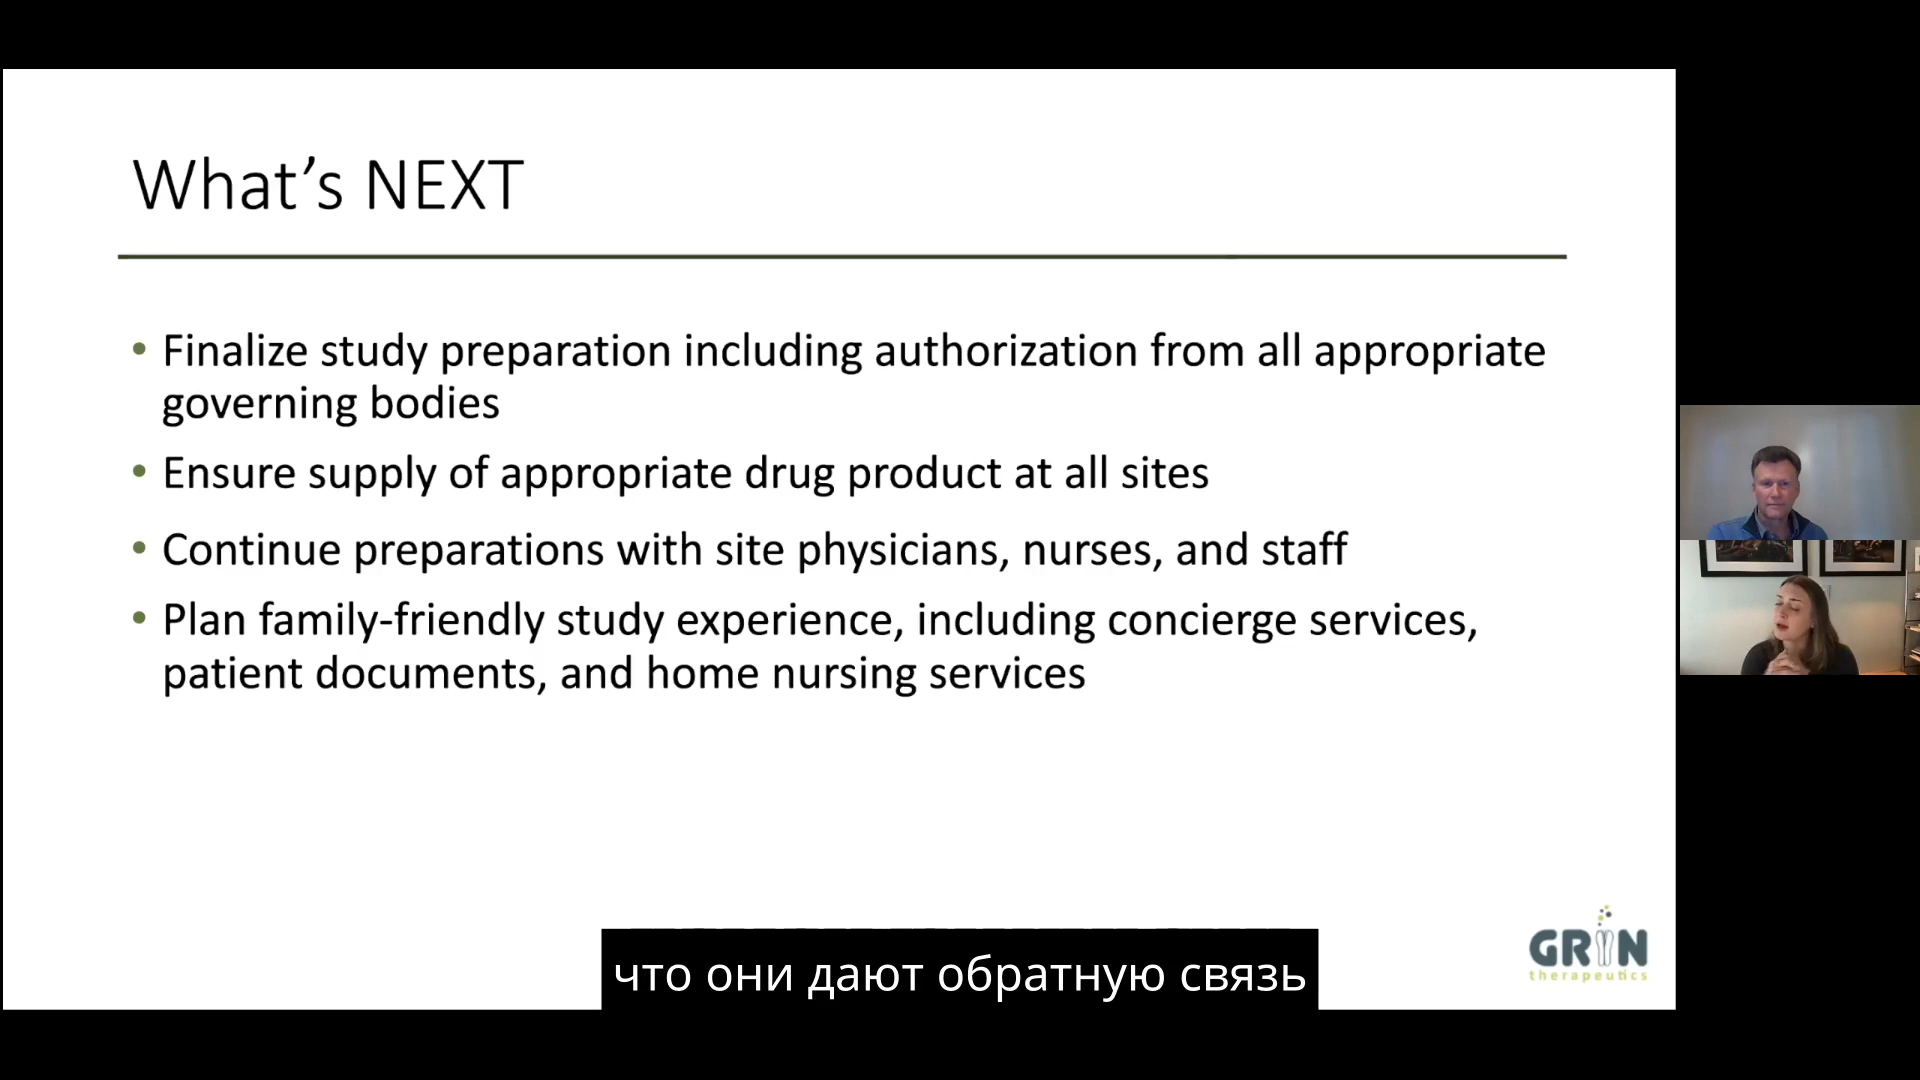 What’s NEXT
• Finalize study preparation including authorization from all appropriate
governing bodies
• Ensure supply of appropriate drug product at all sites
• Continue preparations with site physicians, nurses, and staff
• Plan family-friendly study experience, including concierge services,
patient documents, and home nursing services
GRIN
therapeutics
что они дают обратную связь